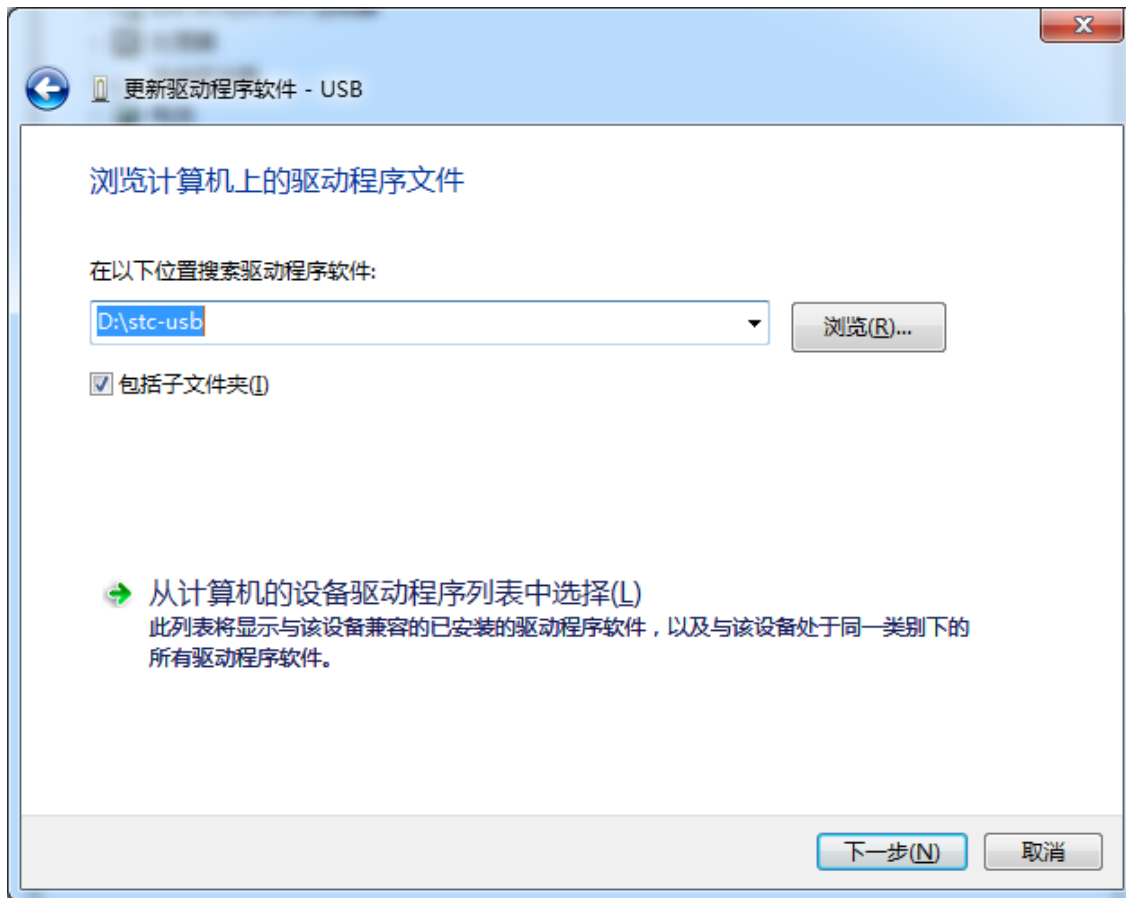 更新驱动程序软件 - USB
浏览计算机上的驱动程序文件
在以下位置搜索驱动程序软件:
D:\stc-usb
浏览(R)...
包括子文件夹(I)
从计算机的设备驱动程序列表中选择(L)
此列表将显示与该设备兼容的已安装的驱动程序软件，以及与该设备处于同一类别下的
所有驱动程序软件。
下一步(N)
取消